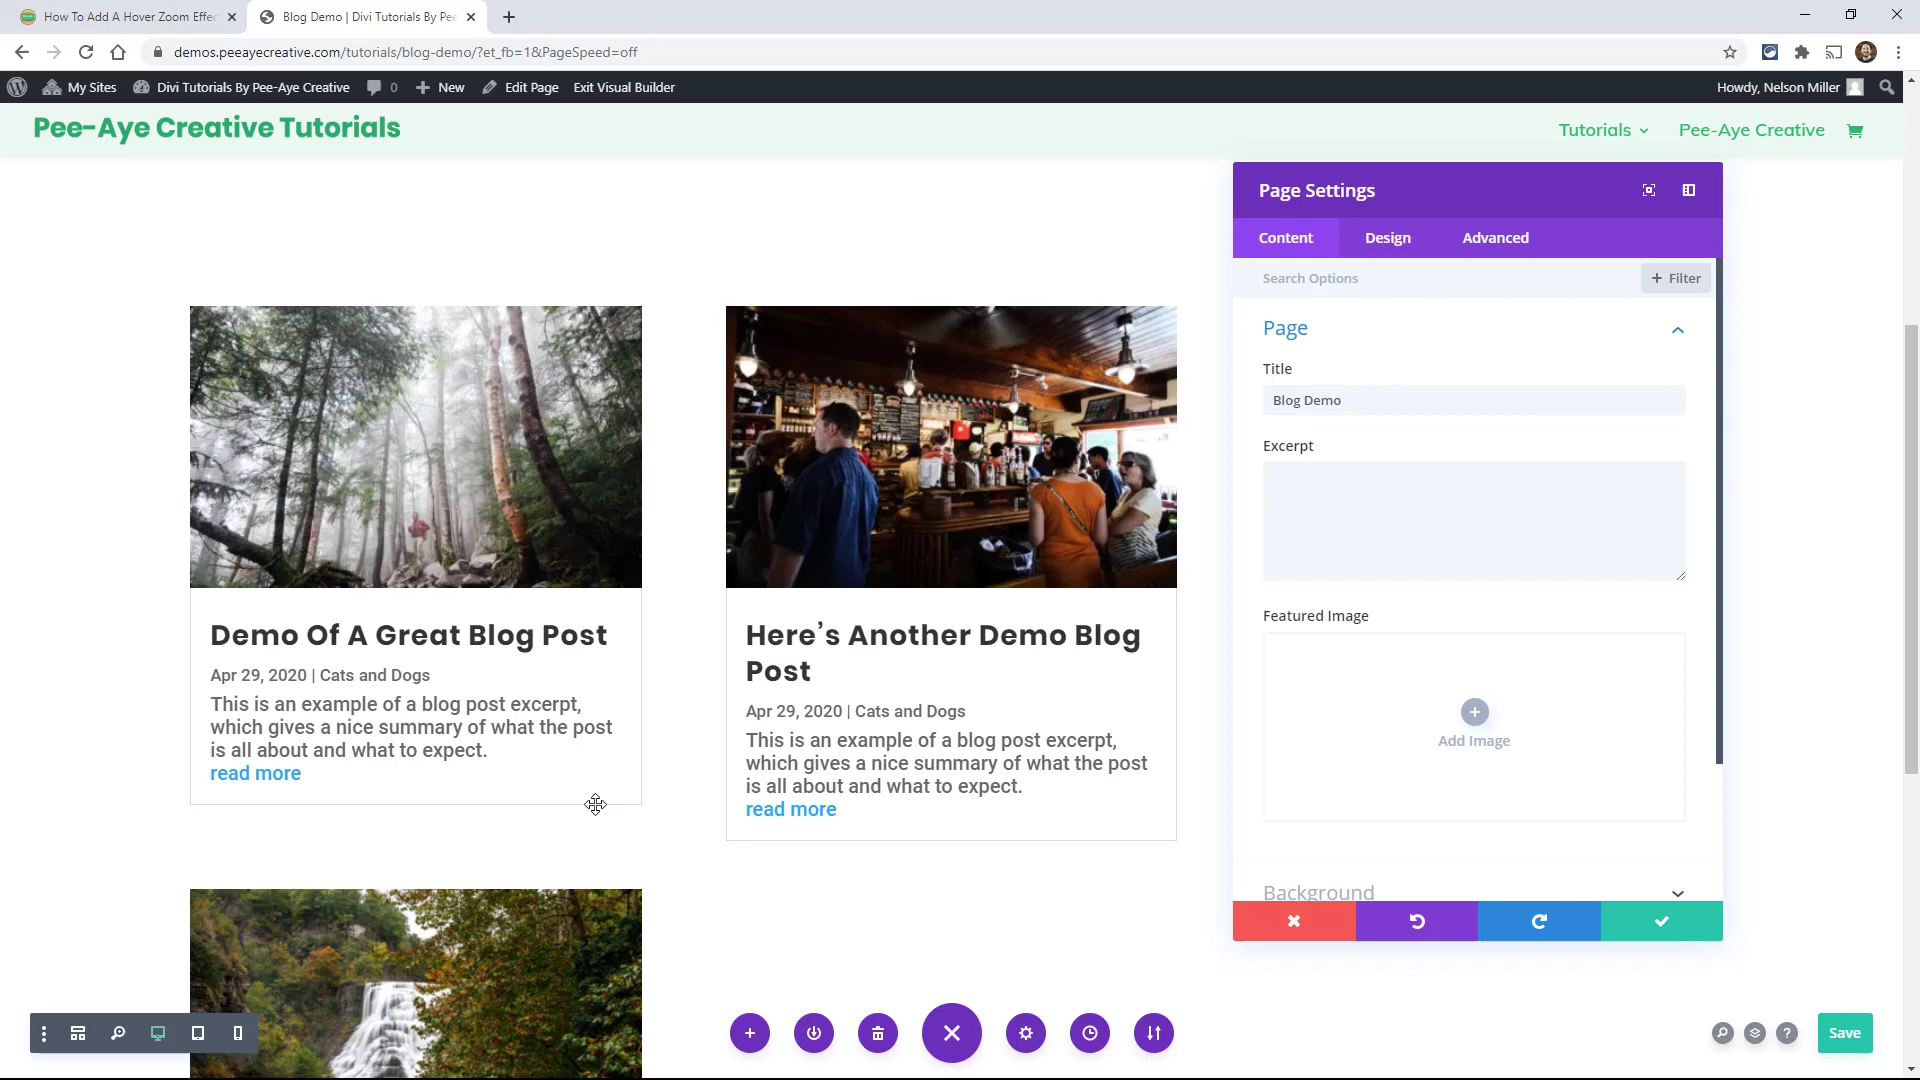 How To Add A Hover Zoom Effec
Blog Demo | Divi Tutorials By Pee
demos.peeayecreative.com/tutorials/blog-demo/?et_fb=1&PageSpeed=off
My Sites
Divi Tutorials By Pee-Aye Creative
0
New
Edit Page
Exit Visual Builder
Howdy, Nelson Miller
Pee-Aye Creative Tutorials
Tutorials
Pee-Aye Creative
Page Settings
Content
Design
Advanced
Search Options
+ Filter
Page
Title
Blog Demo
Excerpt
Featured Image
Add Image
Background
Demo Of A Great Blog Post
Apr 29, 2020 | Cats and Dogs
This is an example of a blog post excerpt,
which gives a nice summary of what the post
is all about and what to expect.
read more
Here’s Another Demo Blog
Post
Apr 29, 2020 | Cats and Dogs
This is an example of a blog post excerpt,
which gives a nice summary of what the post
is all about and what to expect.
read more
Save